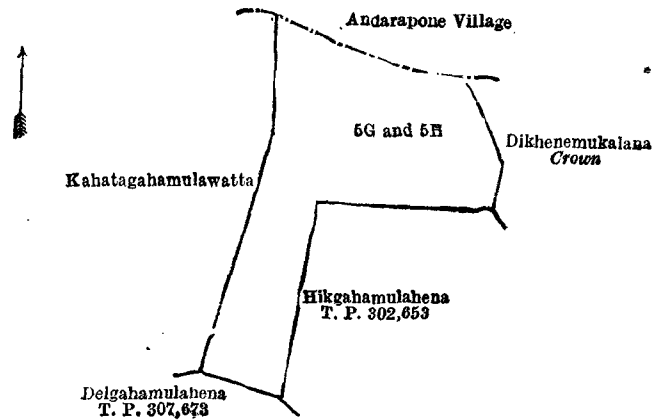 Andarapone Village
5G and 5H
Dikhenemukalana
Crown
Kahatagahamulawatta
Hikgahamulahena
T. P. 302,653
Delgahamulahena
T. P. 307,673